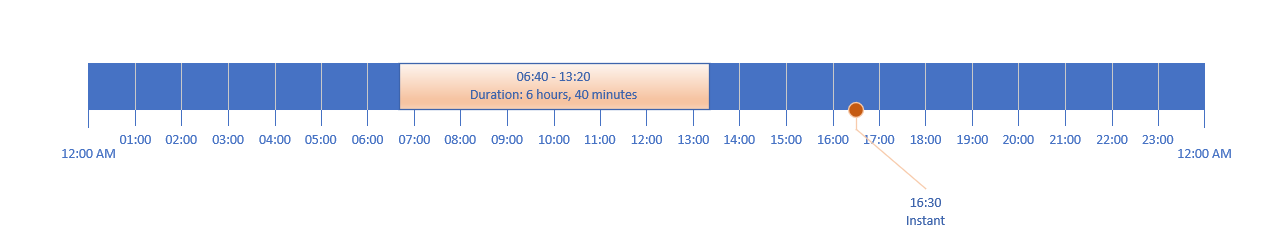 06:40 - 13:20
Duration: 6 hours, 40 minutes
01:00 02:00 03:00 04:00 05:00 06:00 07:00 08:00 09:00 10:00 11:00 12:00 13:00 14:00 15:00 16:00 17:00 18:00 19:00 20:00 21:00 22:00 23:00
12:00 AM 12:00 AM
16:30
Instant